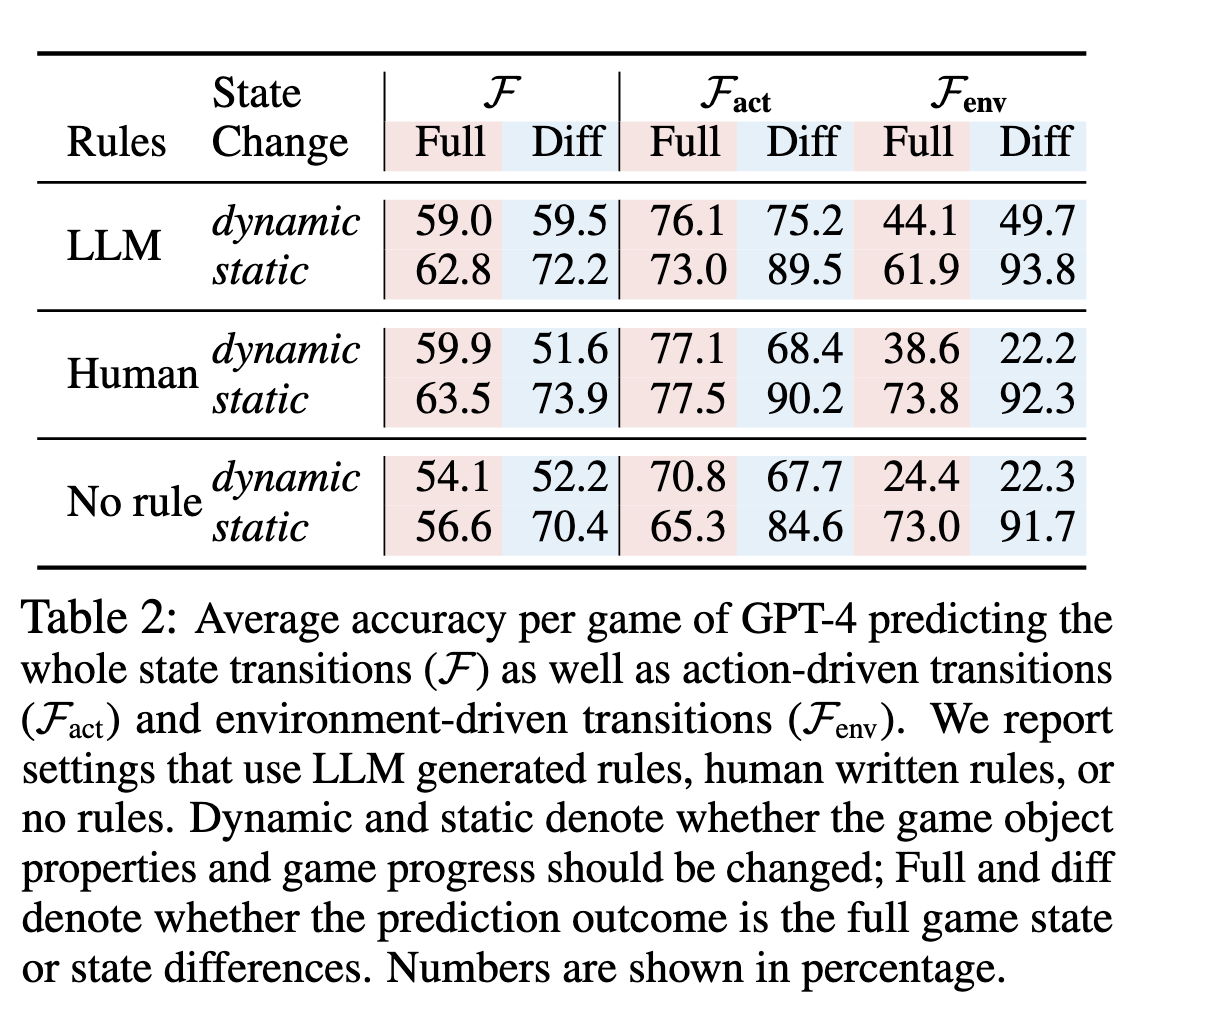 State F F_act F_env
Rules Change Full Diff Full Diff Full Diff
LLM dynamic 59.0 59.5 76.1 75.2 44.1 49.7
static 62.8 72.2 73.0 89.5 61.9 93.8
Human dynamic 59.9 51.6 77.1 68.4 38.6 22.2
static 63.5 73.9 77.5 90.2 73.8 92.3
No rule dynamic 54.1 52.2 70.8 67.7 24.4 22.3
static 56.6 70.4 65.3 84.6 73.0 91.7
Table 2: Average accuracy per game of GPT-4 predicting the
whole state transitions (F) as well as action-driven transitions
(F_act) and environment-driven transitions (F_env). We report
settings that use LLM generated rules, human written rules, or
no rules. Dynamic and static denote whether the game object
properties and game progress should be changed; Full and diff
denote whether the prediction outcome is the full game state
or state differences. Numbers are shown in percentage.